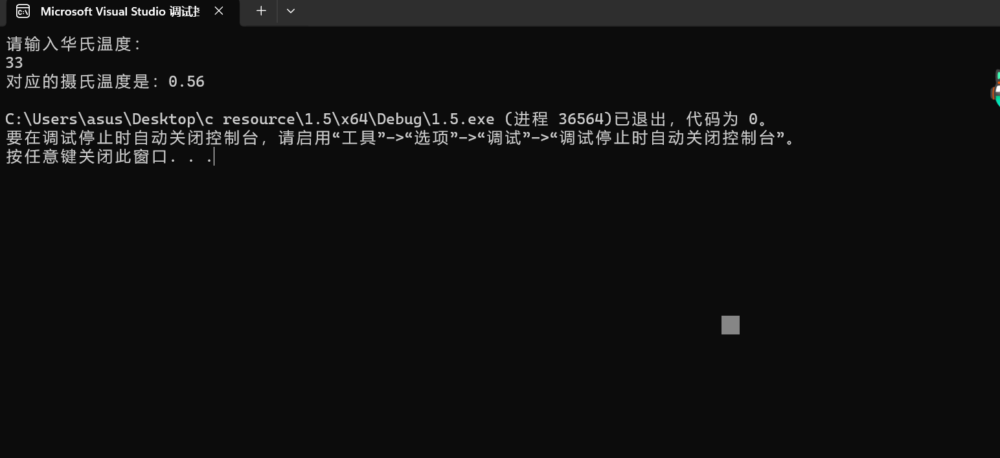 Microsoft Visual Studio 调试
请输入华氏温度：
33
对应的摄氏温度是：0.56
C:\Users\asus\Desktop\c resource\1.5\x64\Debug\1.5.exe (进程 36564)已退出，代码为 0。
要在调试停止时自动关闭控制台，请启用“工具”->“选项”->“调试”->“调试停止时自动关闭控制台”。
按任意键关闭此窗口. . .